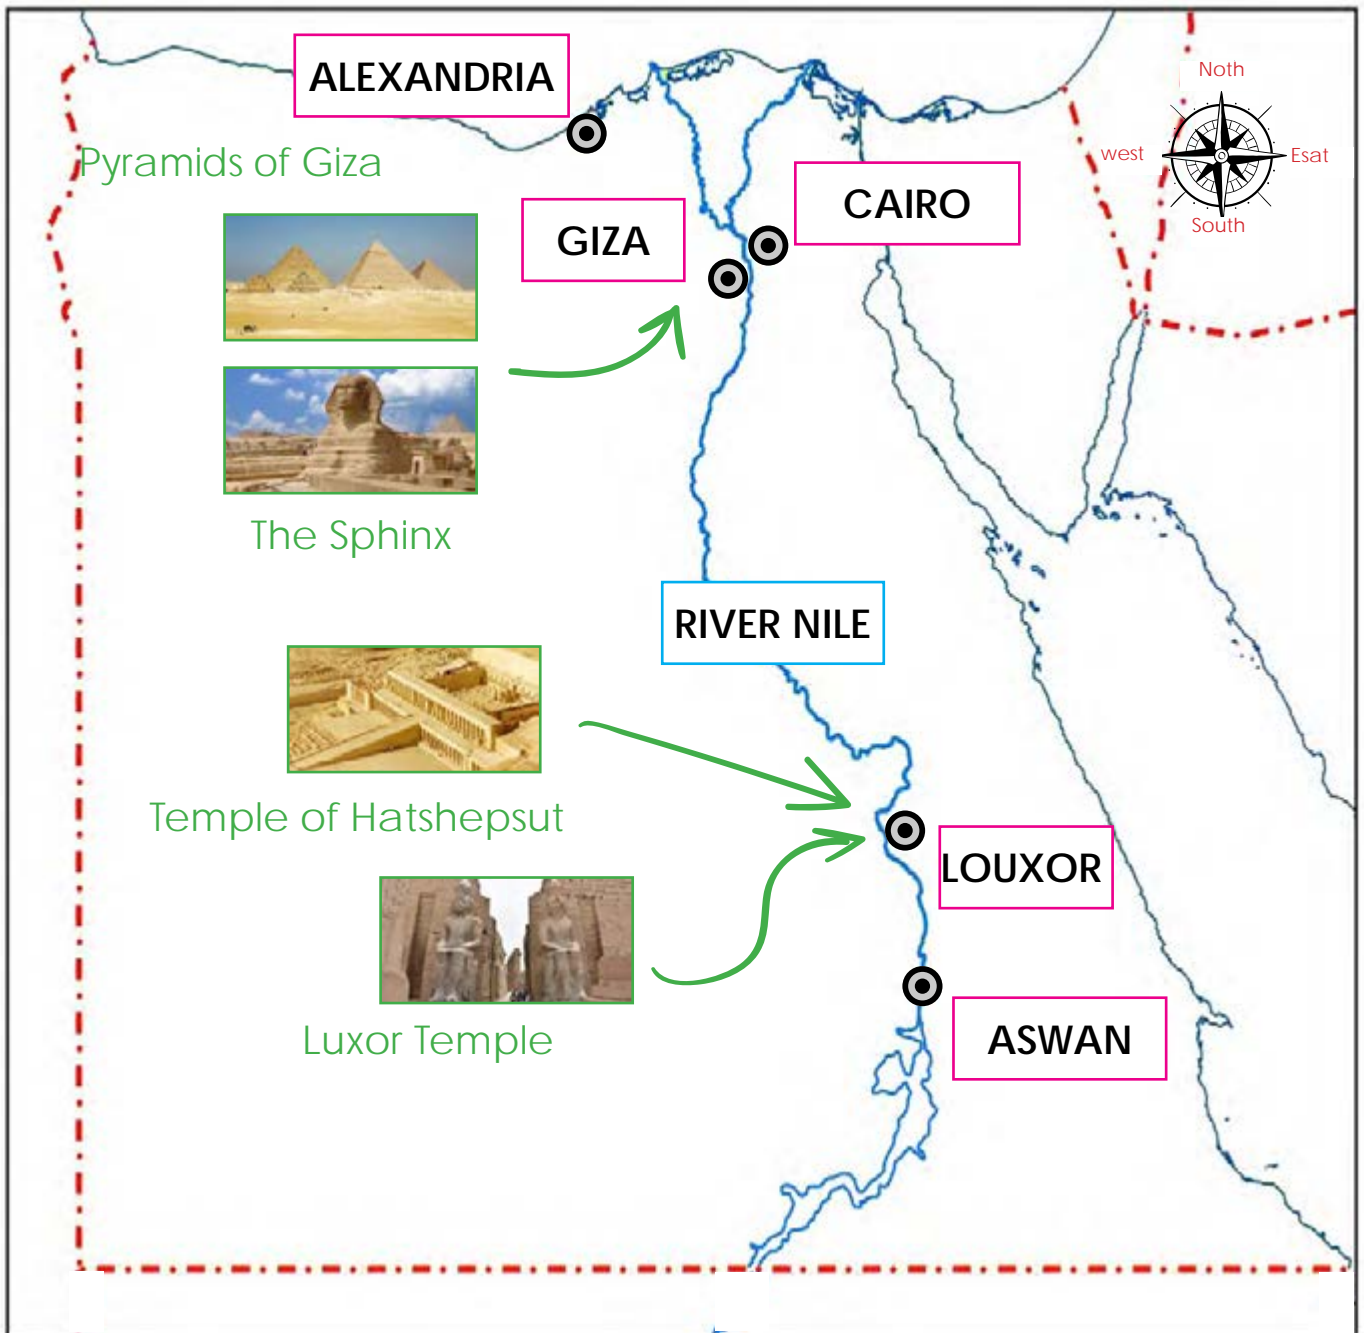 ALEXANDRIA
Noth
west
Esat
South
Pyramids of Giza
CAIRO
GIZA
The Sphinx
RIVER NILE
Temple of Hatshepsut
LOUXOR
Luxor Temple
ASWAN